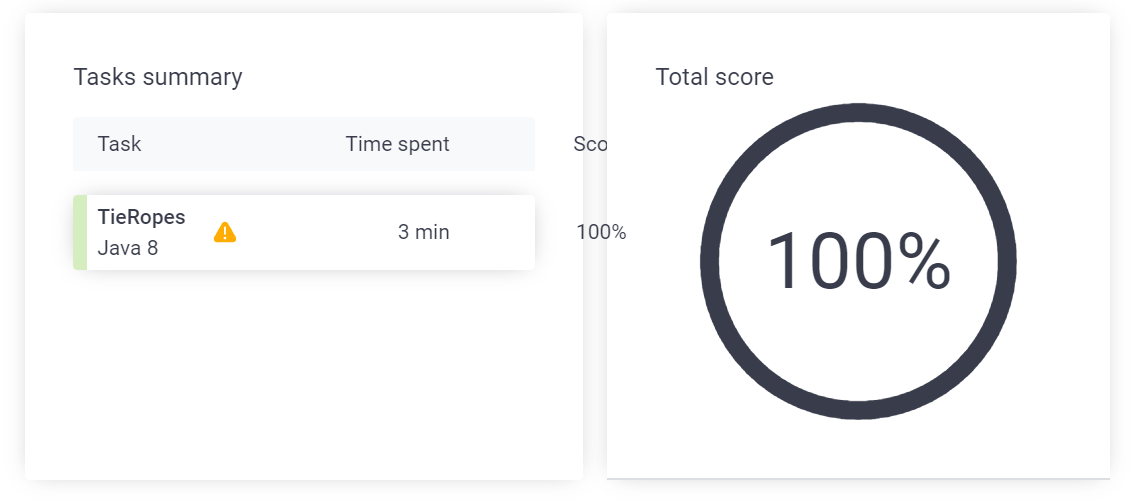 Tasks summary
Task Time spent Sco
TieRopes
Java 8
3 min 100%
Total score
100%